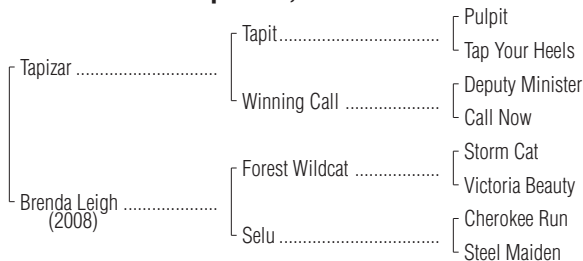 Pulpit
Tapit
Tap Your Heels
Tapizar
Deputy Minister
Winning Call
Call Now
Storm Cat
Forest Wildcat
Victoria Beauty
Brenda Leigh
(2008)
Cherokee Run
Selu
Steel Maiden